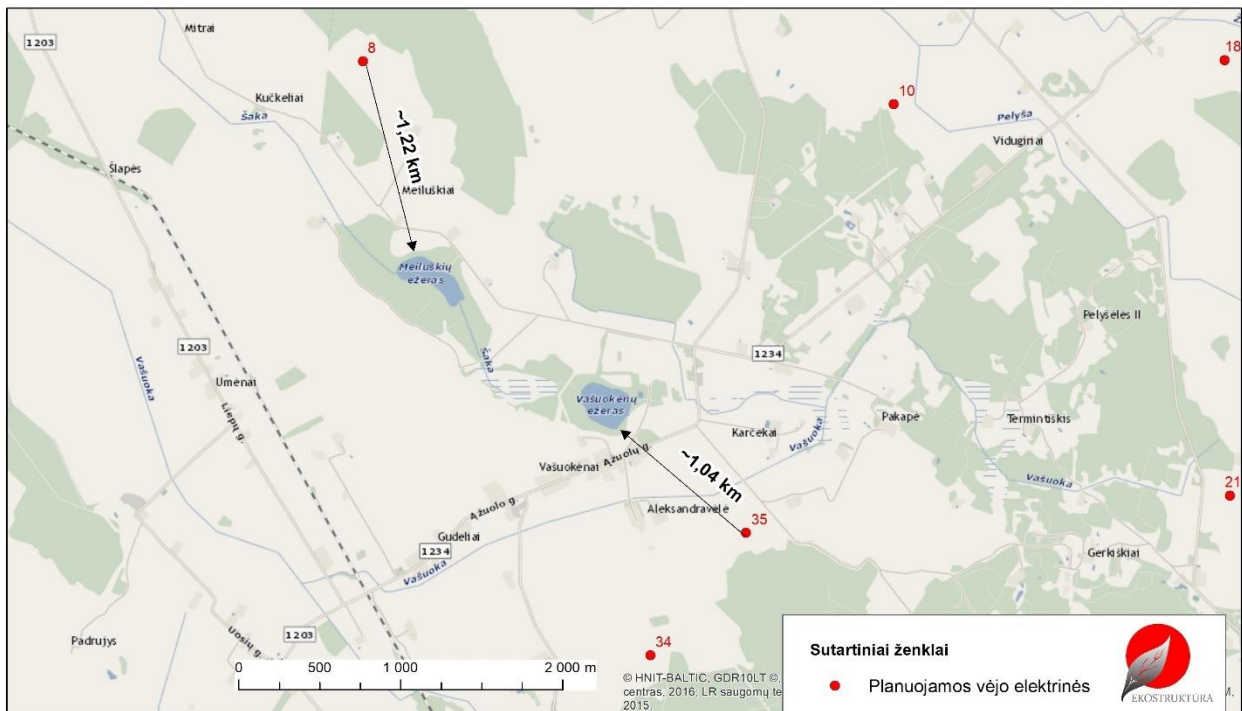 1203
Mitrai
8
18
Kučkeliai
10
Šaka
Pelyša
Vidugiriai
~1,22 km
Šlapės
Meiluškiai
Meiluškių
ežeras
Pelyšėlės II
1203
1234
Šaka
Vašuoka
Umėnai
Vašuokėnų
ežeras
Liepų g.
Pakapė
Termintiškis
Karčekai
Vašuoka
Ąžuolų g.
Vašuokėnai
~1,04 km
Vašuoka
21
Ąžuolo g.
Aleksandravėlė
35
Gudeliai
1234
Gerkiškiai
Vašuoka
Padrujys
Uosių g.
1203
34
0 500 1 000 2 000 m
© HNIT-BALTIC, GDR10LT ©,
centras, 2016, LR saugomų te
2015
Sutartiniai ženklai
Planuojamos vėjo elektrinės
EKOSTRUKTŪRA